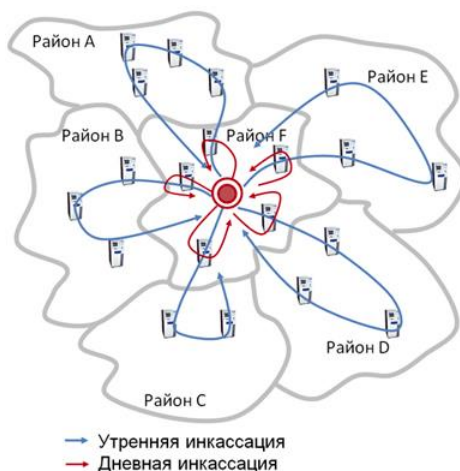 Район A
Район E
Район B
Район F
Район D
Район C
Утренняя инкассация
Дневная инкассация